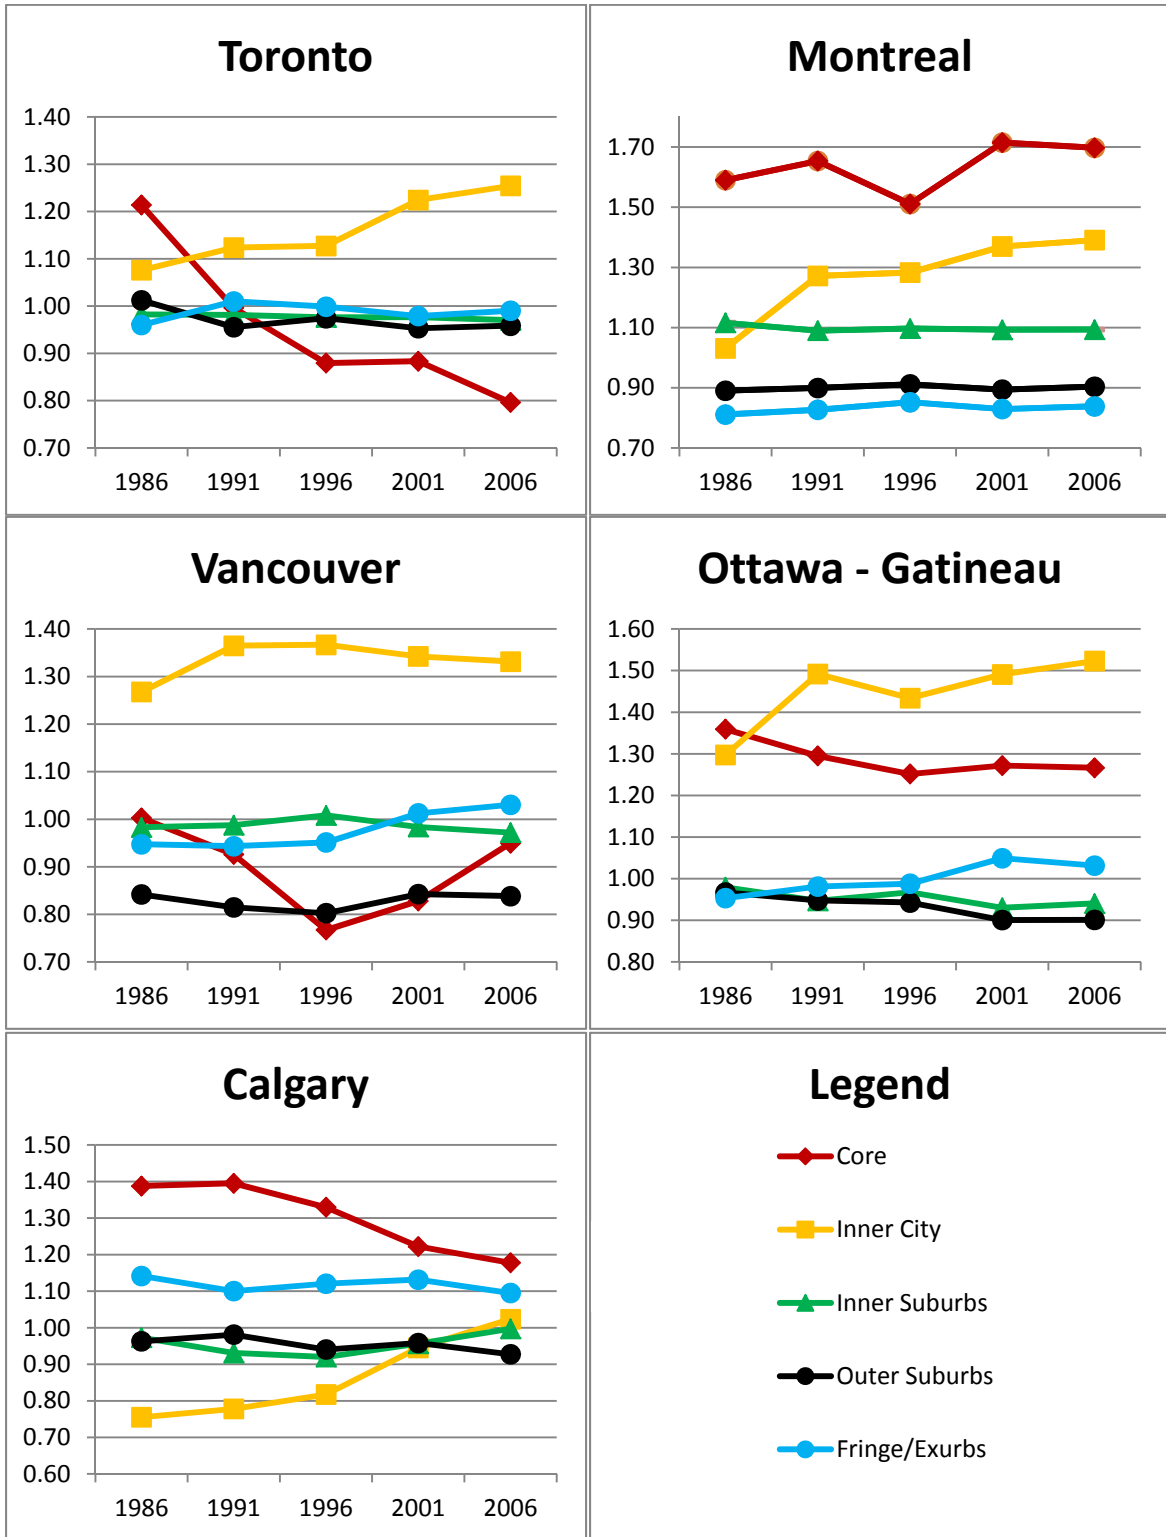 Toronto
1.40
1.30
1.20
1.10
1.00
0.90
0.80
0.70
1986 1991 1996 2001 2006
Montreal
1.70
1.50
1.30
1.10
0.90
0.70
1986 1991 1996 2001 2006
Vancouver
1.40
1.30
1.20
1.10
1.00
0.90
0.80
0.70
1986 1991 1996 2001 2006
Ottawa - Gatineau
1.60
1.50
1.40
1.30
1.20
1.10
1.00
0.90
0.80
1986 1991 1996 2001 2006
Calgary
1.50
1.40
1.30
1.20
1.10
1.00
0.90
0.80
0.70
0.60
1986 1991 1996 2001 2006
Legend
Core
Inner City
Inner Suburbs
Outer Suburbs
Fringe/Exurbs